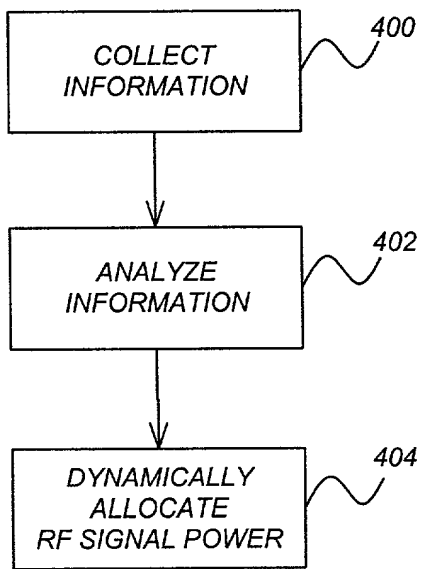 COLLECT
INFORMATION
400
ANALYZE
INFORMATION
402
DYNAMICALLY
ALLOCATE
RF SIGNAL POWER
404